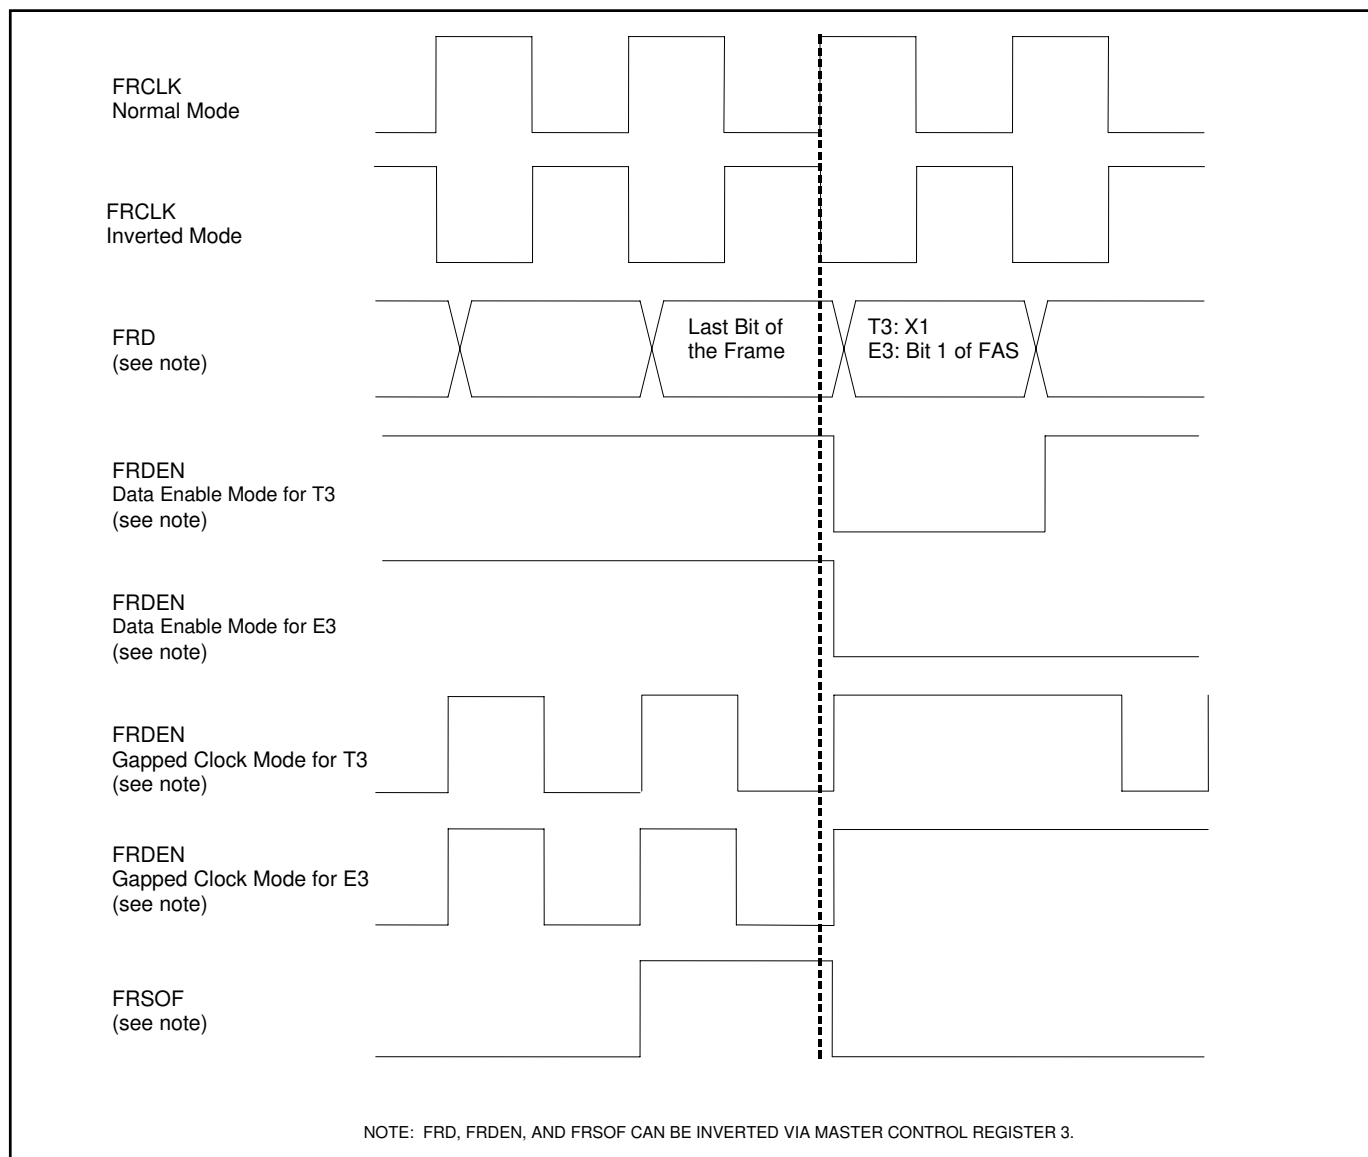 FRCLK
Normal Mode
FRCLK
Inverted Mode
FRD
(see note)
Last Bit of
the Frame
T3: X1
E3: Bit 1 of FAS
FRDEN
Data Enable Mode for T3
(see note)
FRDEN
Data Enable Mode for E3
(see note)
FRDEN
Gapped Clock Mode for T3
(see note)
FRDEN
Gapped Clock Mode for E3
(see note)
FRSOF
(see note)
NOTE: FRD, FRDEN, AND FRSOF CAN BE INVERTED VIA MASTER CONTROL REGISTER 3.